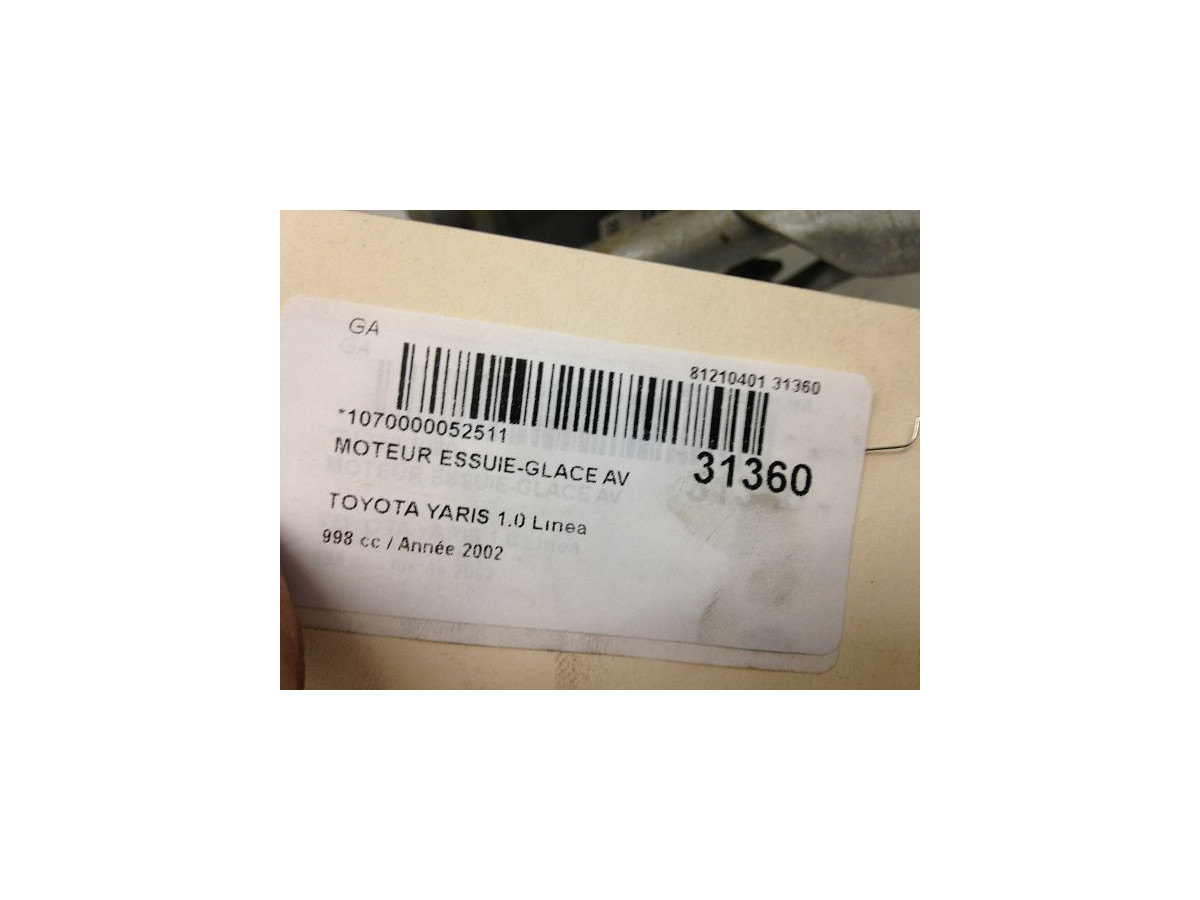 GA
81210401 31360
*1070000052511
MOTEUR ESSUIE-GLACE AV
31360
TOYOTA YARIS 1.0 Linea
998 cc / Année 2002